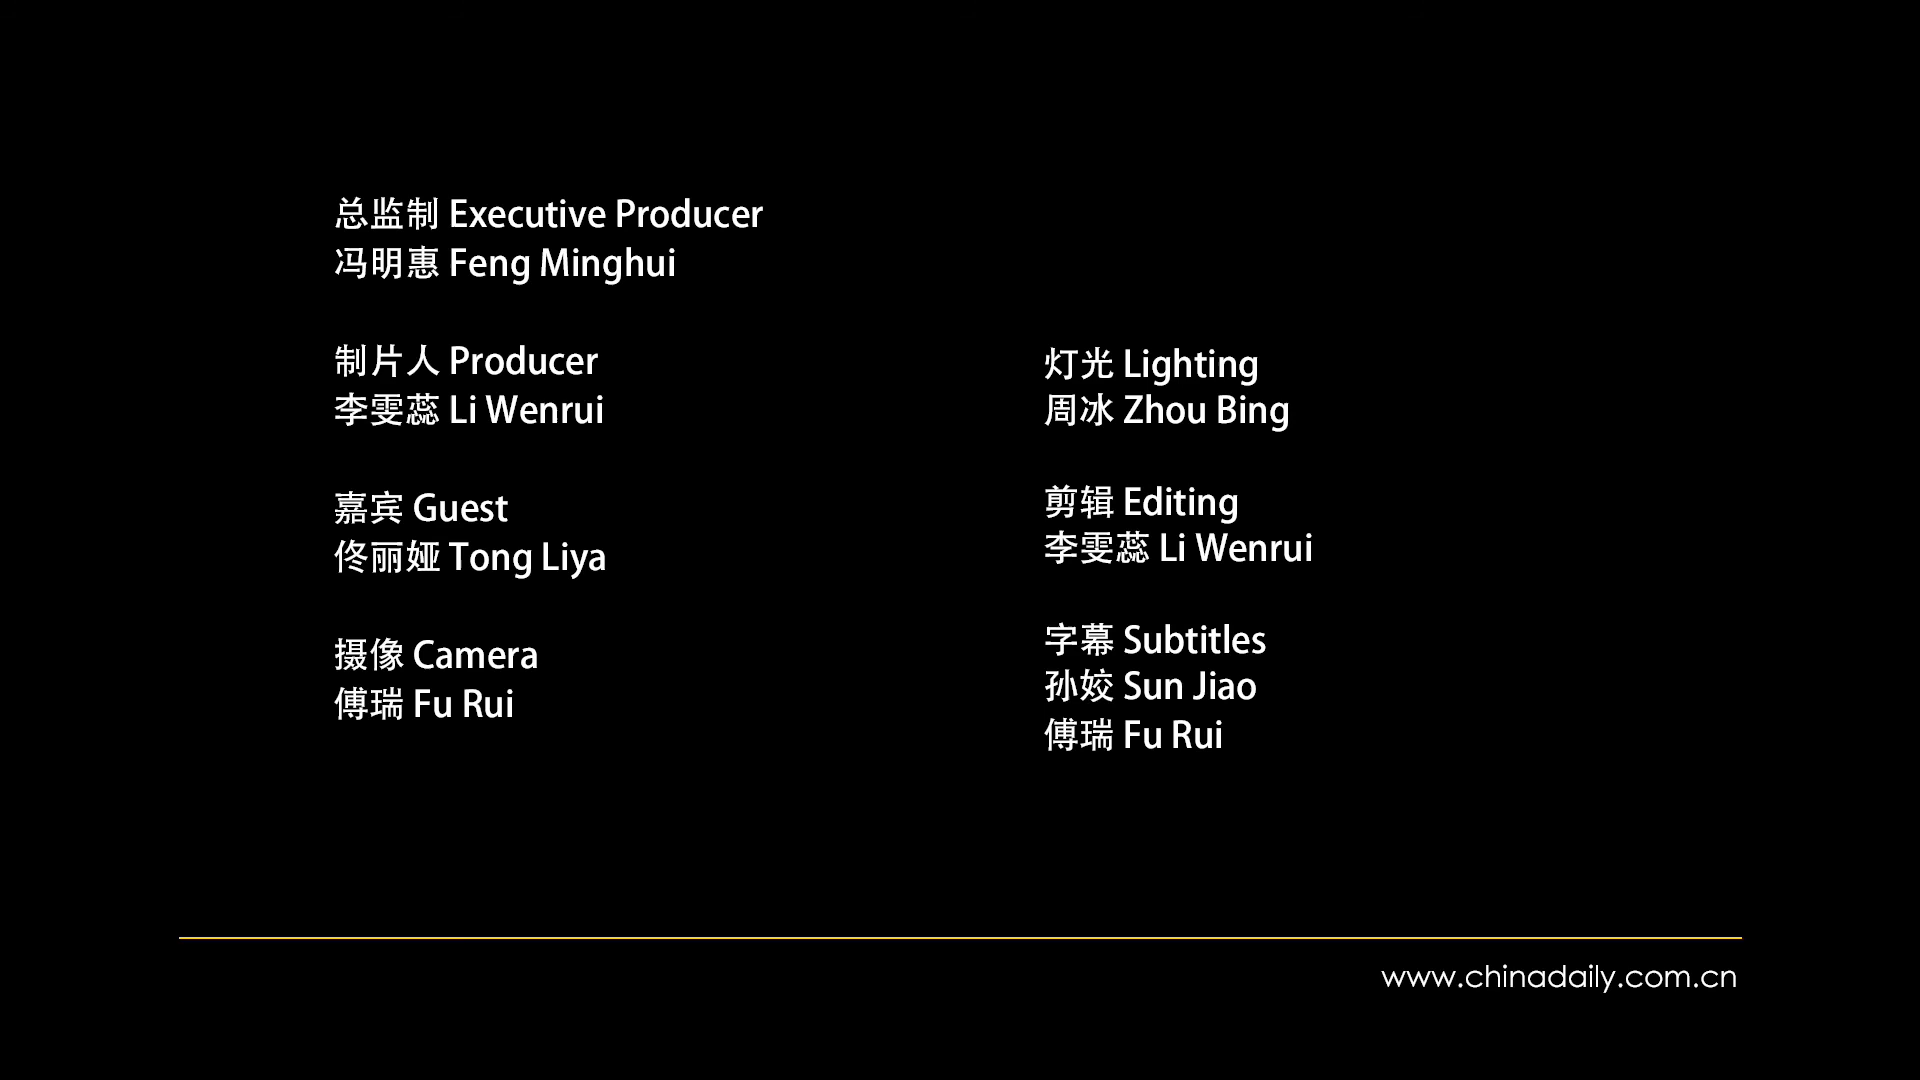 总监制 Executive Producer
冯明惠 Feng Minghui
制片人 Producer
李雯蕊 Li Wenrui
嘉宾 Guest
佟丽娅 Tong Liya
摄像 Camera
傅瑞 Fu Rui
灯光 Lighting
周冰 Zhou Bing
剪辑 Editing
李雯蕊 Li Wenrui
字幕 Subtitles
孙姣 Sun Jiao
傅瑞 Fu Rui
www.chinadaily.com.cn